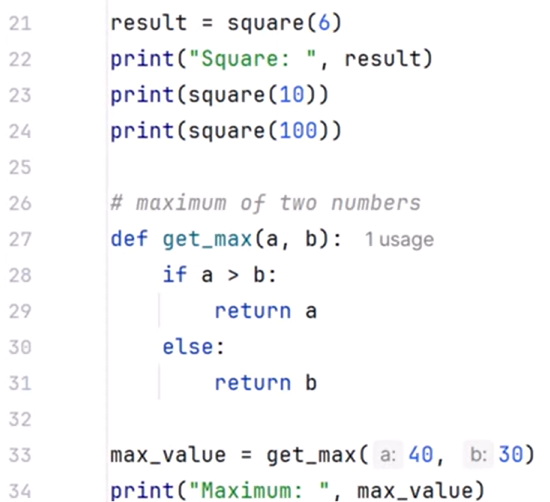 21 result = square(6)
22 print("Square: ", result)
23 print(square(10))
24 print(square(100))
25
26 # maximum of two numbers
27 def get_max(a, b): 1 usage
28     if a > b:
29         return a
30     else:
31         return b
32
33 max_value = get_max( a: 40, b: 30)
34 print("Maximum: ", max_value)